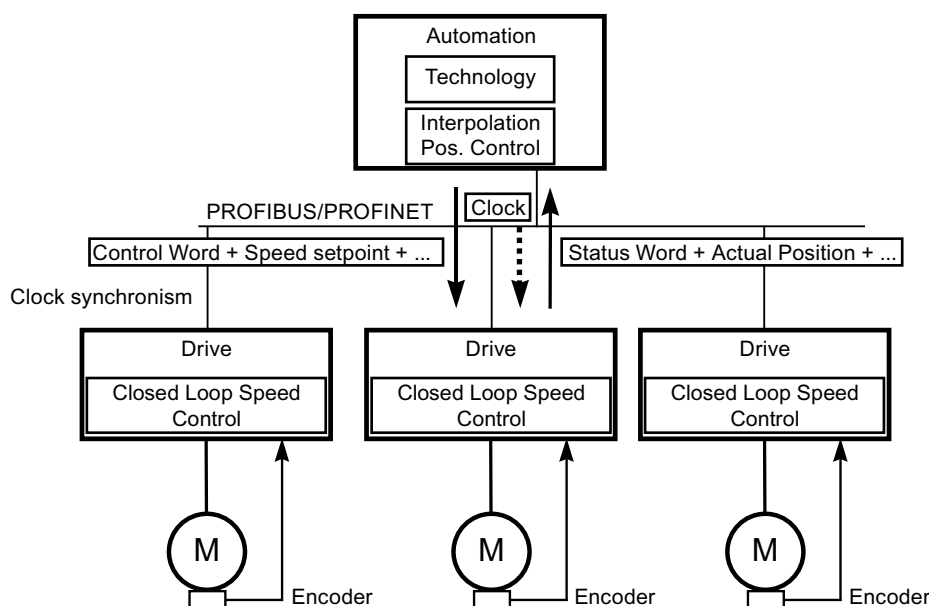 Automation
Technology
Interpolation
Pos. Control
PROFIBUS/PROFINET
Clock
Control Word + Speed setpoint + ...
Status Word + Actual Position + ...
Clock synchronism
Drive
Drive
Drive
Closed Loop Speed
Control
Closed Loop Speed
Control
Closed Loop Speed
Control
M
M
M
Encoder
Encoder
Encoder